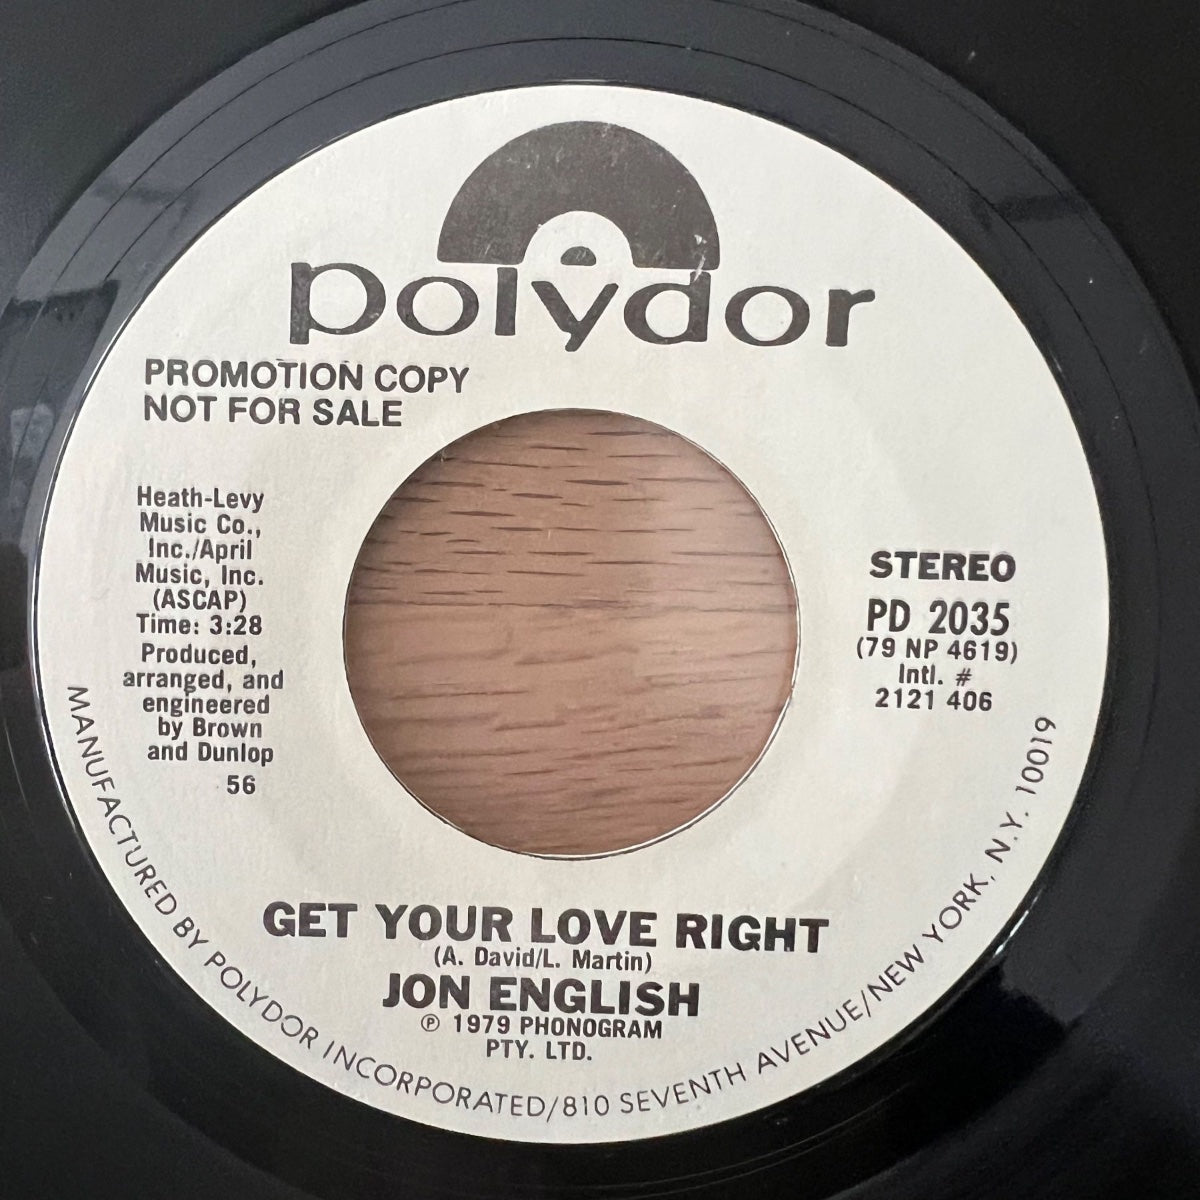 polydor
PROMOTION COPY
NOT FOR SALE
Heath-Levy
Music Co.,
Inc./April
Music, Inc.
(ASCAP)
Time: 3:28
Produced,
arranged, and
engineered
by Brown
and Dunlop
56
STEREO
PD 2035
(79 NP 4619)
Intl. #
2121 406
GET YOUR LOVE RIGHT
(A. David/L. Martin)
JON ENGLISH
℗ 1979 PHONOGRAM
PTY. LTD.
MANUFACTURED BY POLYDOR INCORPORATED/810 SEVENTH AVENUE/NEW YORK, N.Y. 10019